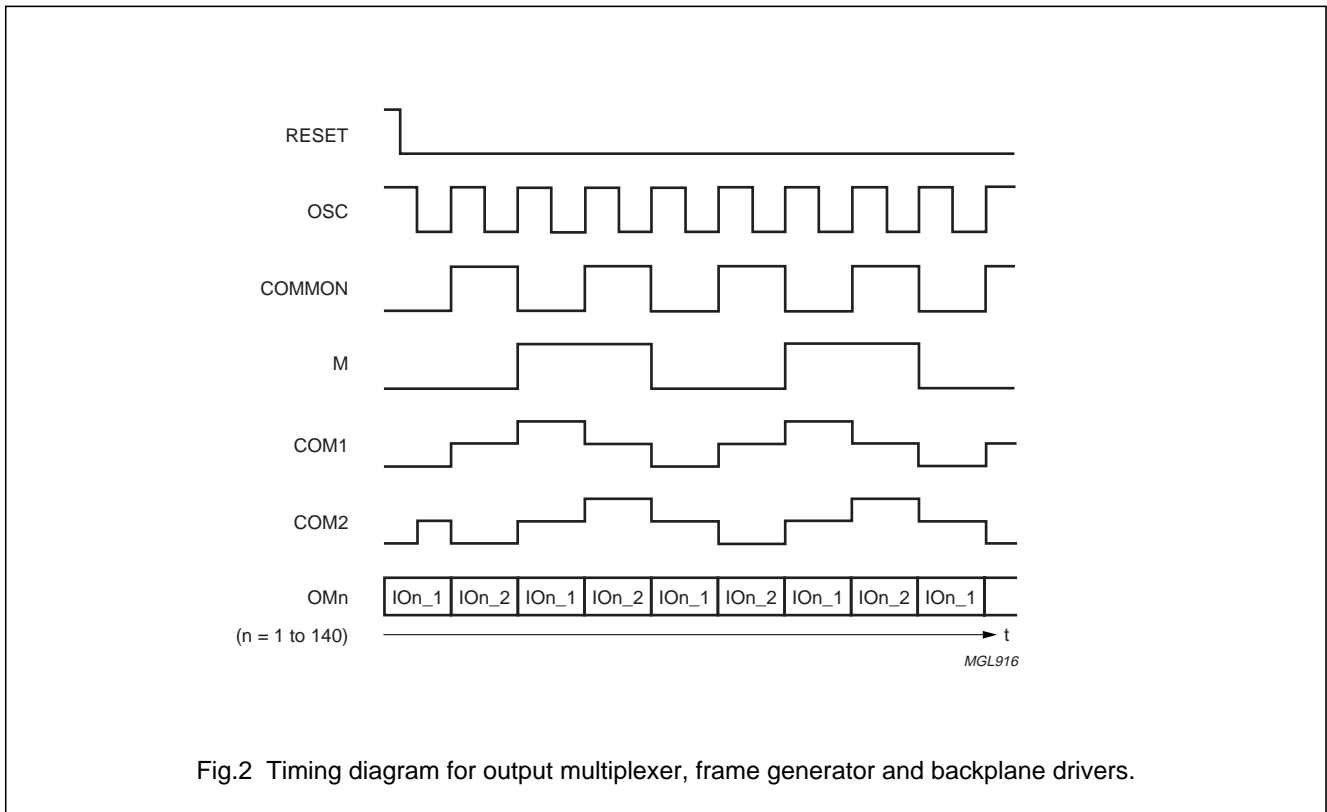 RESET
OSC
COMMON
M
COM1
COM2
OMn IOn_1 IOn_2 IOn_1 IOn_2 IOn_1 IOn_2 IOn_1 IOn_2 IOn_1
(n = 1 to 140) t
MGL916
Fig.2 Timing diagram for output multiplexer, frame generator and backplane drivers.